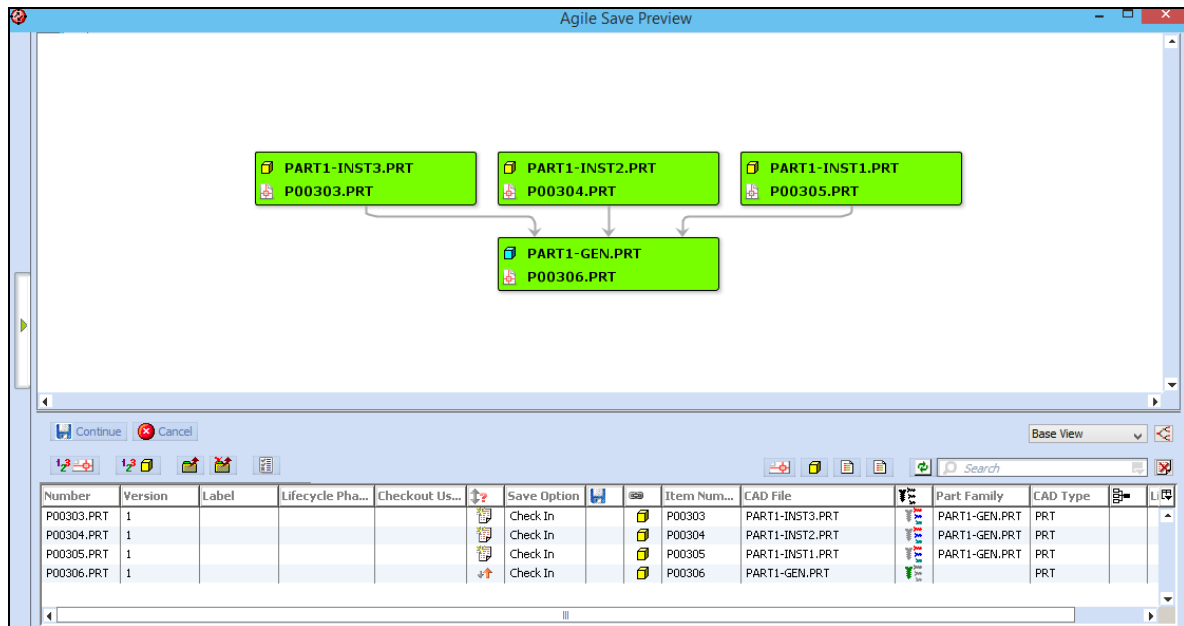 Agile Save Preview
PART1-INST3.PRT PART1-INST2.PRT PART1-INST1.PRT
P00303.PRT P00304.PRT P00305.PRT
PART1-GEN.PRT
P00306.PRT
Continue Cancel Base View
Search
Number Version Label Lifecycle Pha... Checkout Us... Save Option Item Num... CAD File Part Family CAD Type Li
P00303.PRT 1 Check In P00303 PART1-INST3.PRT PART1-GEN.PRT PRT
P00304.PRT 1 Check In P00304 PART1-INST2.PRT PART1-GEN.PRT PRT
P00305.PRT 1 Check In P00305 PART1-INST1.PRT PART1-GEN.PRT PRT
P00306.PRT 1 Check In P00306 PART1-GEN.PRT PRT